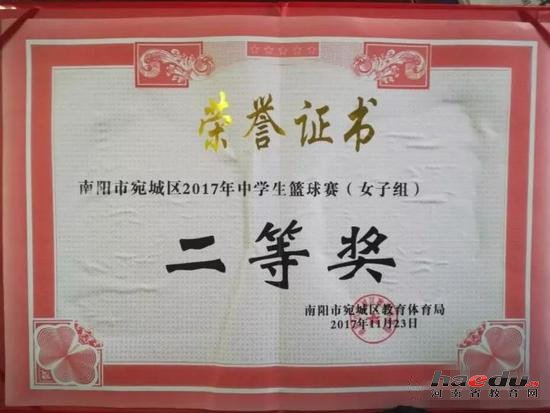 荣誉证书
南阳市宛城区2017年中学生篮球赛（女子组）
二等奖
南阳市宛城区教育体育局
2017年11月23日
haedu.cn
河南省教育网